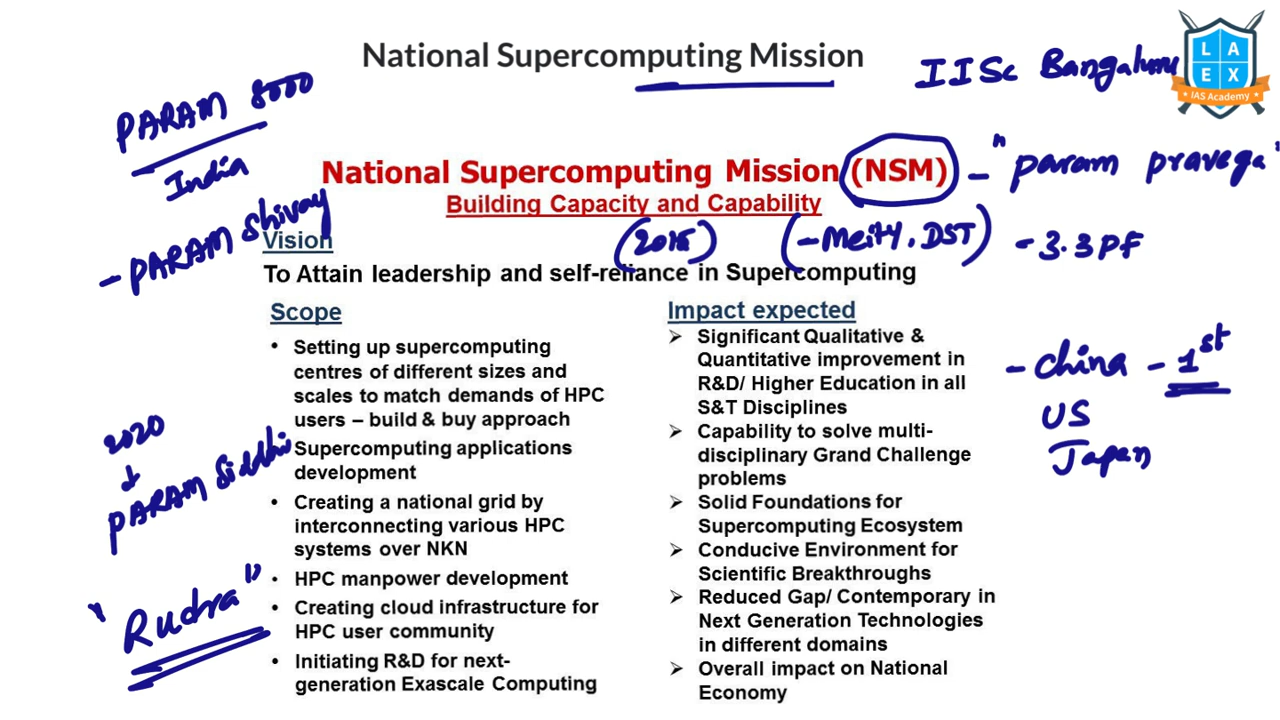 National Supercomputing Mission
IISc Bangaluru
L A
E X
IAS Academy
PARAM 8000
India
National Supercomputing Mission (NSM)
- "param pravega"
Building Capacity and Capability
- PARAM Shivay
Vision
(2015)
(- Meity, DST)
- 3.3 PF
To Attain leadership and self-reliance in Supercomputing
Scope
• Setting up supercomputing
centres of different sizes and
scales to match demands of HPC
users – build & buy approach
Supercomputing applications
development
• Creating a national grid by
interconnecting various HPC
systems over NKN
• HPC manpower development
• Creating cloud infrastructure for
HPC user community
• Initiating R&D for next-
generation Exascale Computing
Impact expected
➢ Significant Qualitative &
Quantitative improvement in
R&D/ Higher Education in all
S&T Disciplines
➢ Capability to solve multi-
disciplinary Grand Challenge
problems
➢ Solid Foundations for
Supercomputing Ecosystem
➢ Conducive Environment for
Scientific Breakthroughs
➢ Reduced Gap/ Contemporary in
Next Generation Technologies
in different domains
➢ Overall impact on National
Economy
- China - 1st
US
Japan
2020
PARAM Siddhi
"Rudra"